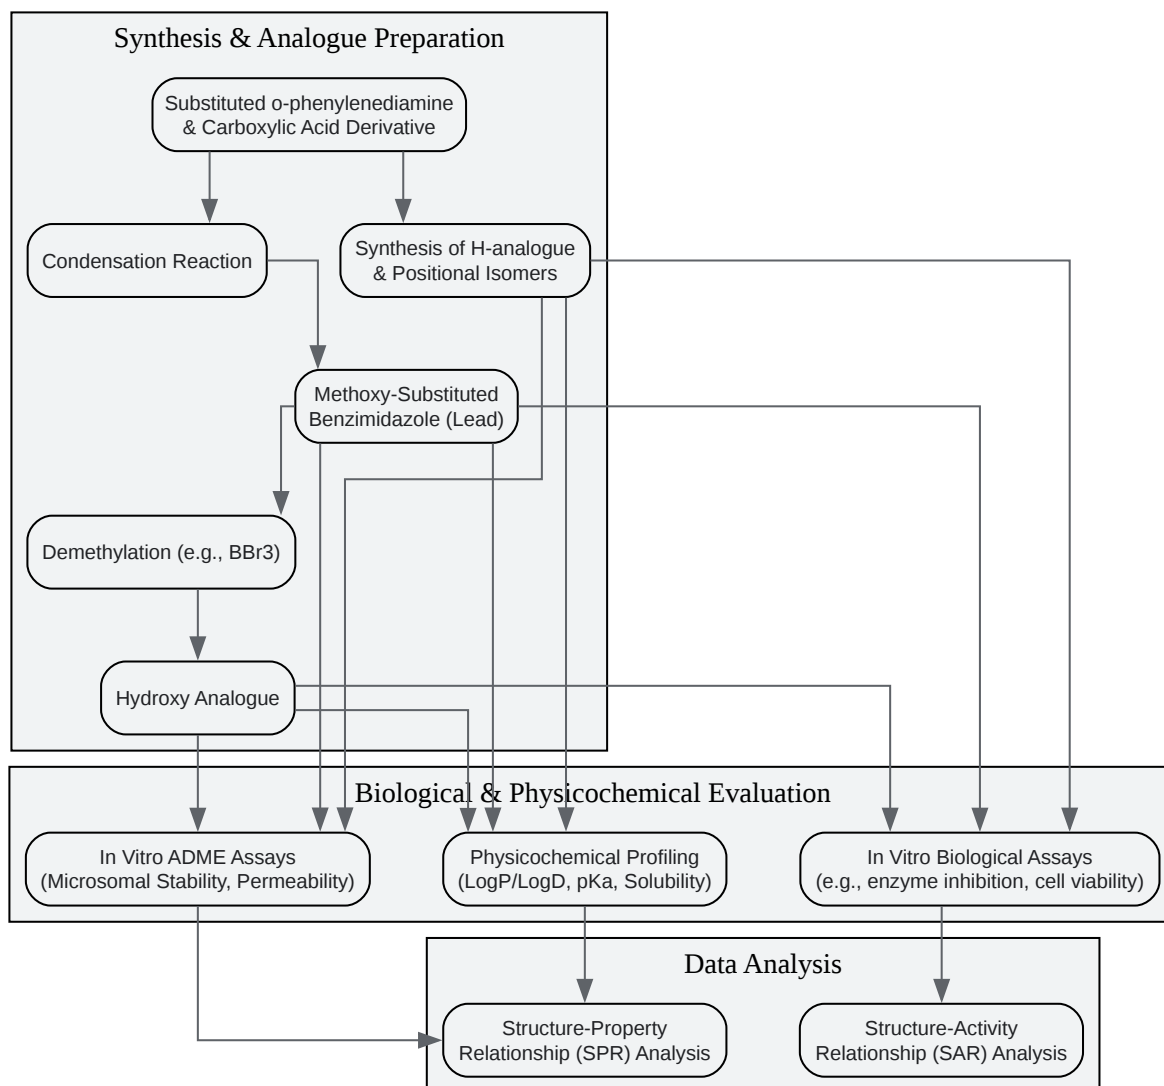 Synthesis & Analogue Preparation
Substituted o-phenylenediamine
& Carboxylic Acid Derivative
Condensation Reaction
Synthesis of H-analogue
& Positional Isomers
Methoxy-Substituted
Benzimidazole (Lead)
Demethylation (e.g., BBr3)
Hydroxy Analogue
Biological & Physicochemical Evaluation
In Vitro ADME Assays
(Microsomal Stability, Permeability)
Physicochemical Profiling
(LogP/LogD, pKa, Solubility)
In Vitro Biological Assays
(e.g., enzyme inhibition, cell viability)
Data Analysis
Structure-Property
Relationship (SPR) Analysis
Structure-Activity
Relationship (SAR) Analysis